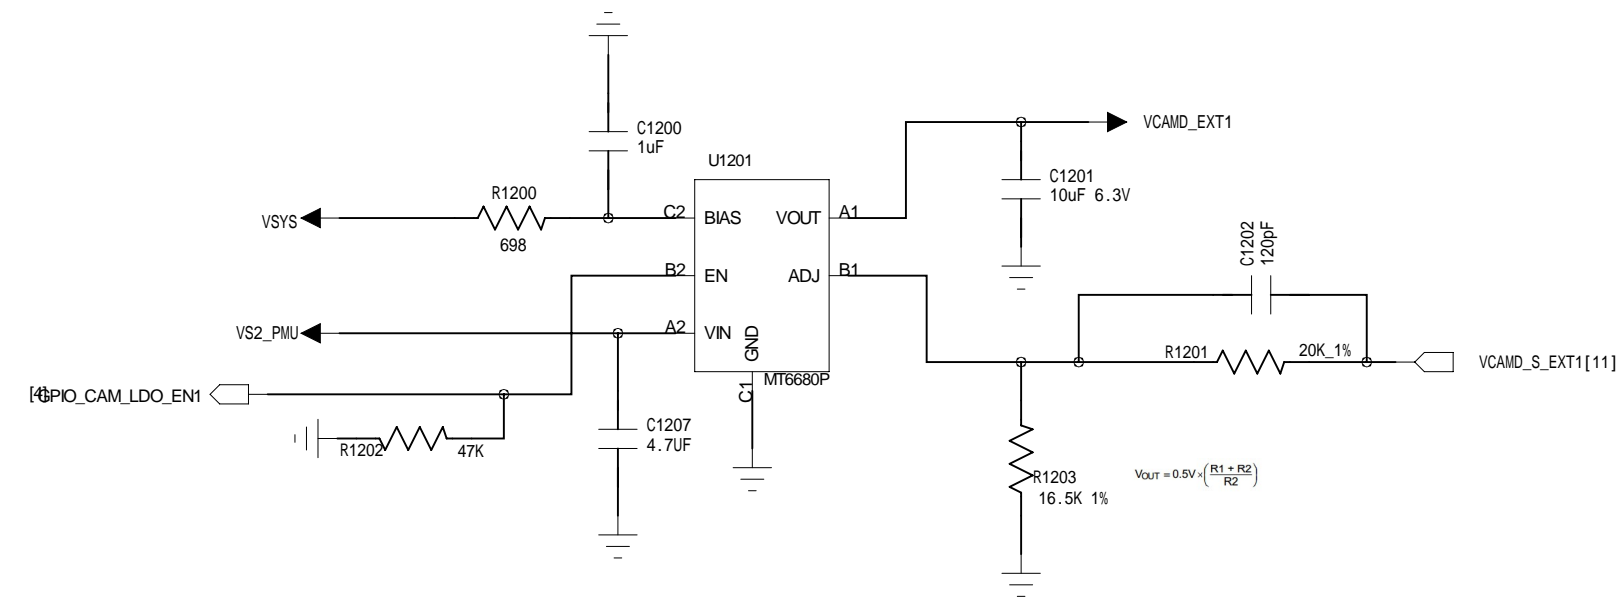 C1200
1uF
U1201
VCAMD_EXT1
C1201
10uF 6.3V
R1200
VSYS
698
C2
BIAS
VOUT
A1
B2
EN
ADJ
B1
C1202
120pF
VS2_PMU
A2
VIN
GND
R1201
20K_1%
VCAMD_S_EXT1[11]
MT6680P
C1
[4]GPIO_CAM_LDO_EN1
C1207
4.7UF
R1202
47K
R1203
16.5K 1%
VOUT = 0.5V × (R1 + R2 / R2)